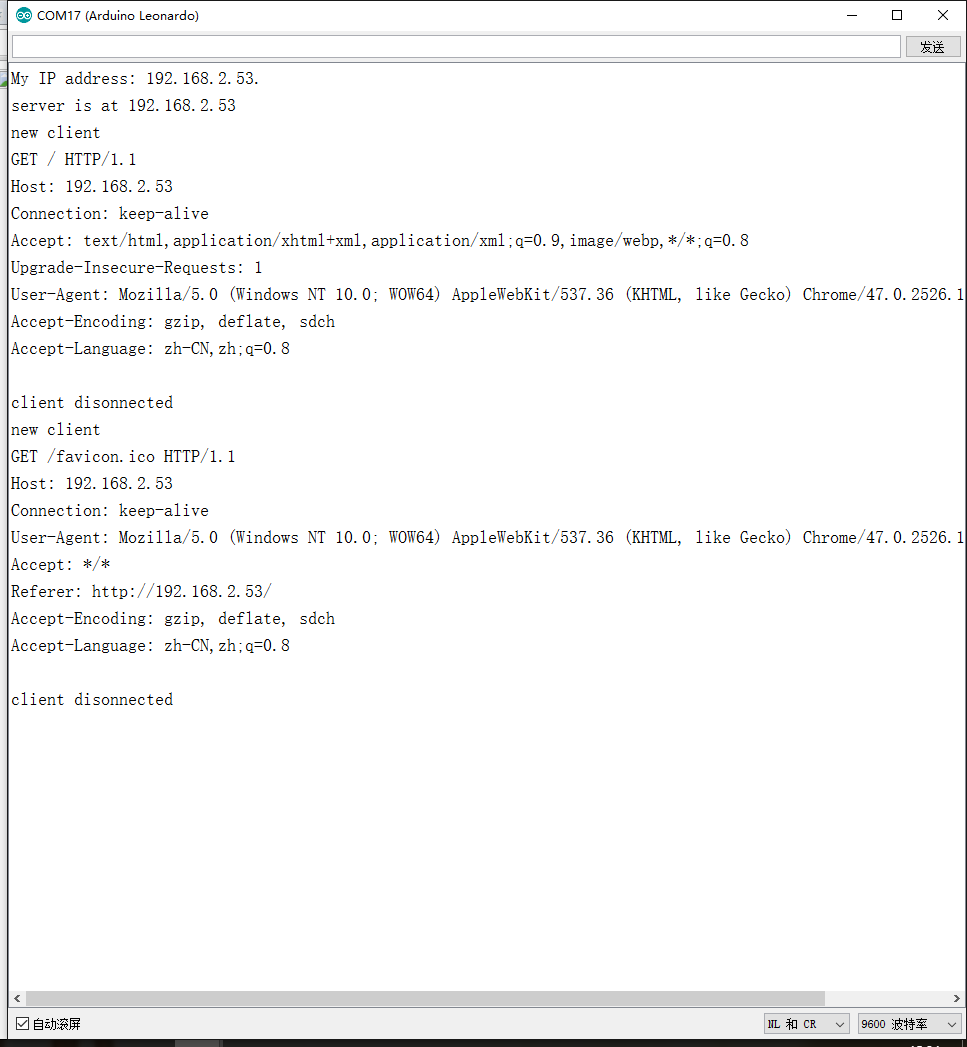 COM17 (Arduino Leonardo)
发送
My IP address: 192.168.2.53.
server is at 192.168.2.53
new client
GET / HTTP/1.1
Host: 192.168.2.53
Connection: keep-alive
Accept: text/html,application/xhtml+xml,application/xml;q=0.9,image/webp,*/*;q=0.8
Upgrade-Insecure-Requests: 1
User-Agent: Mozilla/5.0 (Windows NT 10.0; WOW64) AppleWebKit/537.36 (KHTML, like Gecko) Chrome/47.0.2526.1
Accept-Encoding: gzip, deflate, sdch
Accept-Language: zh-CN,zh;q=0.8
client disonnected
new client
GET /favicon.ico HTTP/1.1
Host: 192.168.2.53
Connection: keep-alive
User-Agent: Mozilla/5.0 (Windows NT 10.0; WOW64) AppleWebKit/537.36 (KHTML, like Gecko) Chrome/47.0.2526.1
Accept: */*
Referer: http://192.168.2.53/
Accept-Encoding: gzip, deflate, sdch
Accept-Language: zh-CN,zh;q=0.8
client disonnected
自动滚屏 NL 和 CR 9600 波特率